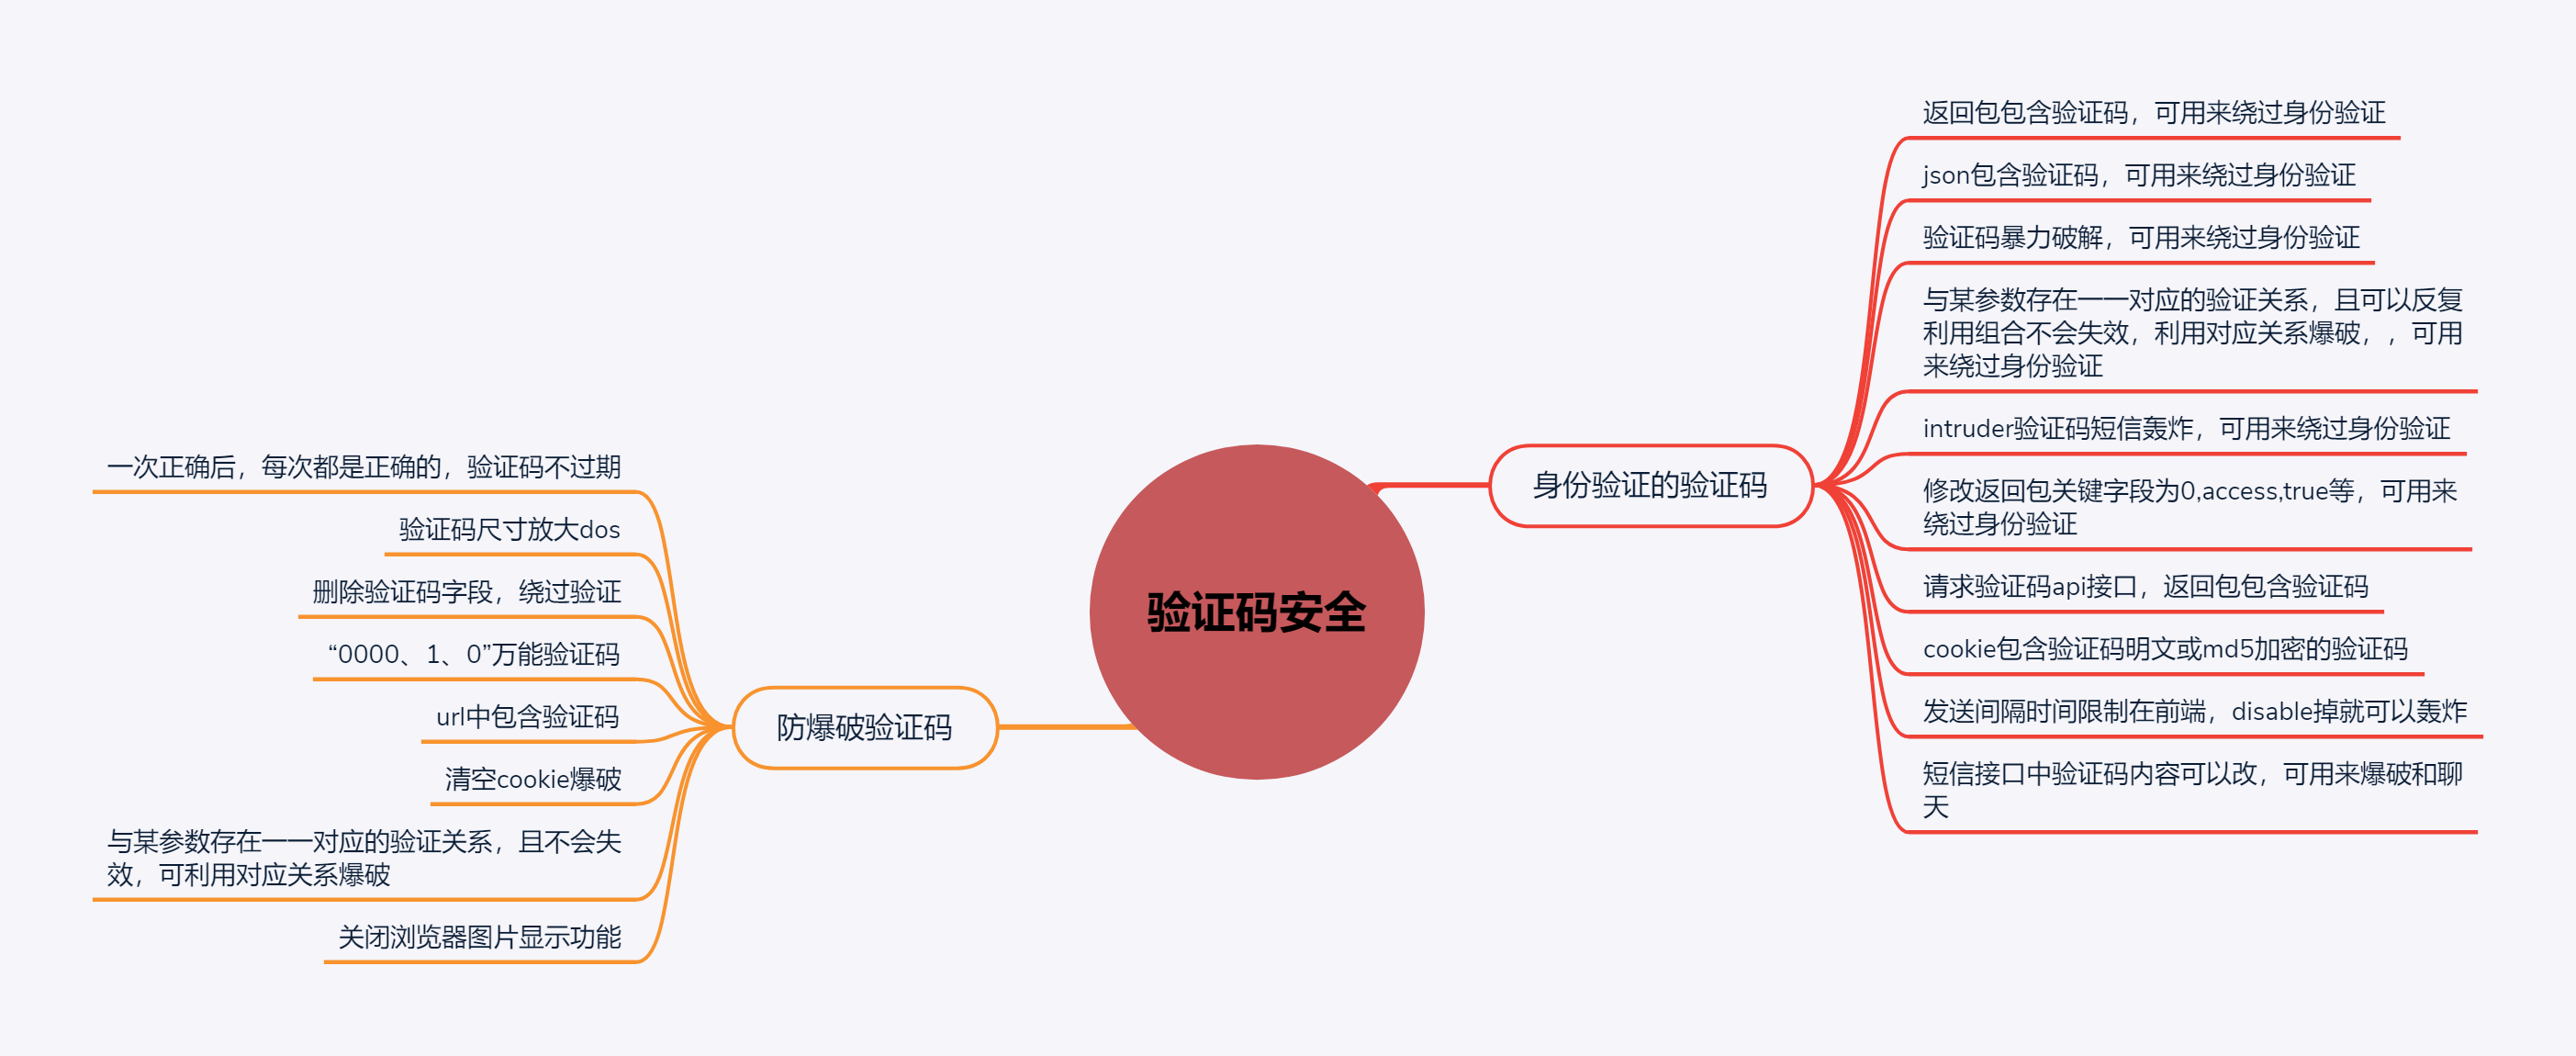 验证码安全
身份验证的验证码
返回包包含验证码，可用来绕过身份验证
json包含验证码，可用来绕过身份验证
验证码暴力破解，可用来绕过身份验证
与某参数存在一一对应的验证关系，且可以反复
利用组合不会失效，利用对应关系爆破，，可用
来绕过身份验证
intruder验证码短信轰炸，可用来绕过身份验证
修改返回包关键字段为0,access,true等，可用来
绕过身份验证
请求验证码api接口，返回包包含验证码
cookie包含验证码明文或md5加密的验证码
发送间隔时间限制在前端，disable掉就可以轰炸
短信接口中验证码内容可以改，可用来爆破和聊
天
防爆破验证码
一次正确后，每次都是正确的，验证码不过期
验证码尺寸放大dos
删除验证码字段，绕过验证
“0000、1、0”万能验证码
url中包含验证码
清空cookie爆破
与某参数存在一一对应的验证关系，且不会失
效，可利用对应关系爆破
关闭浏览器图片显示功能